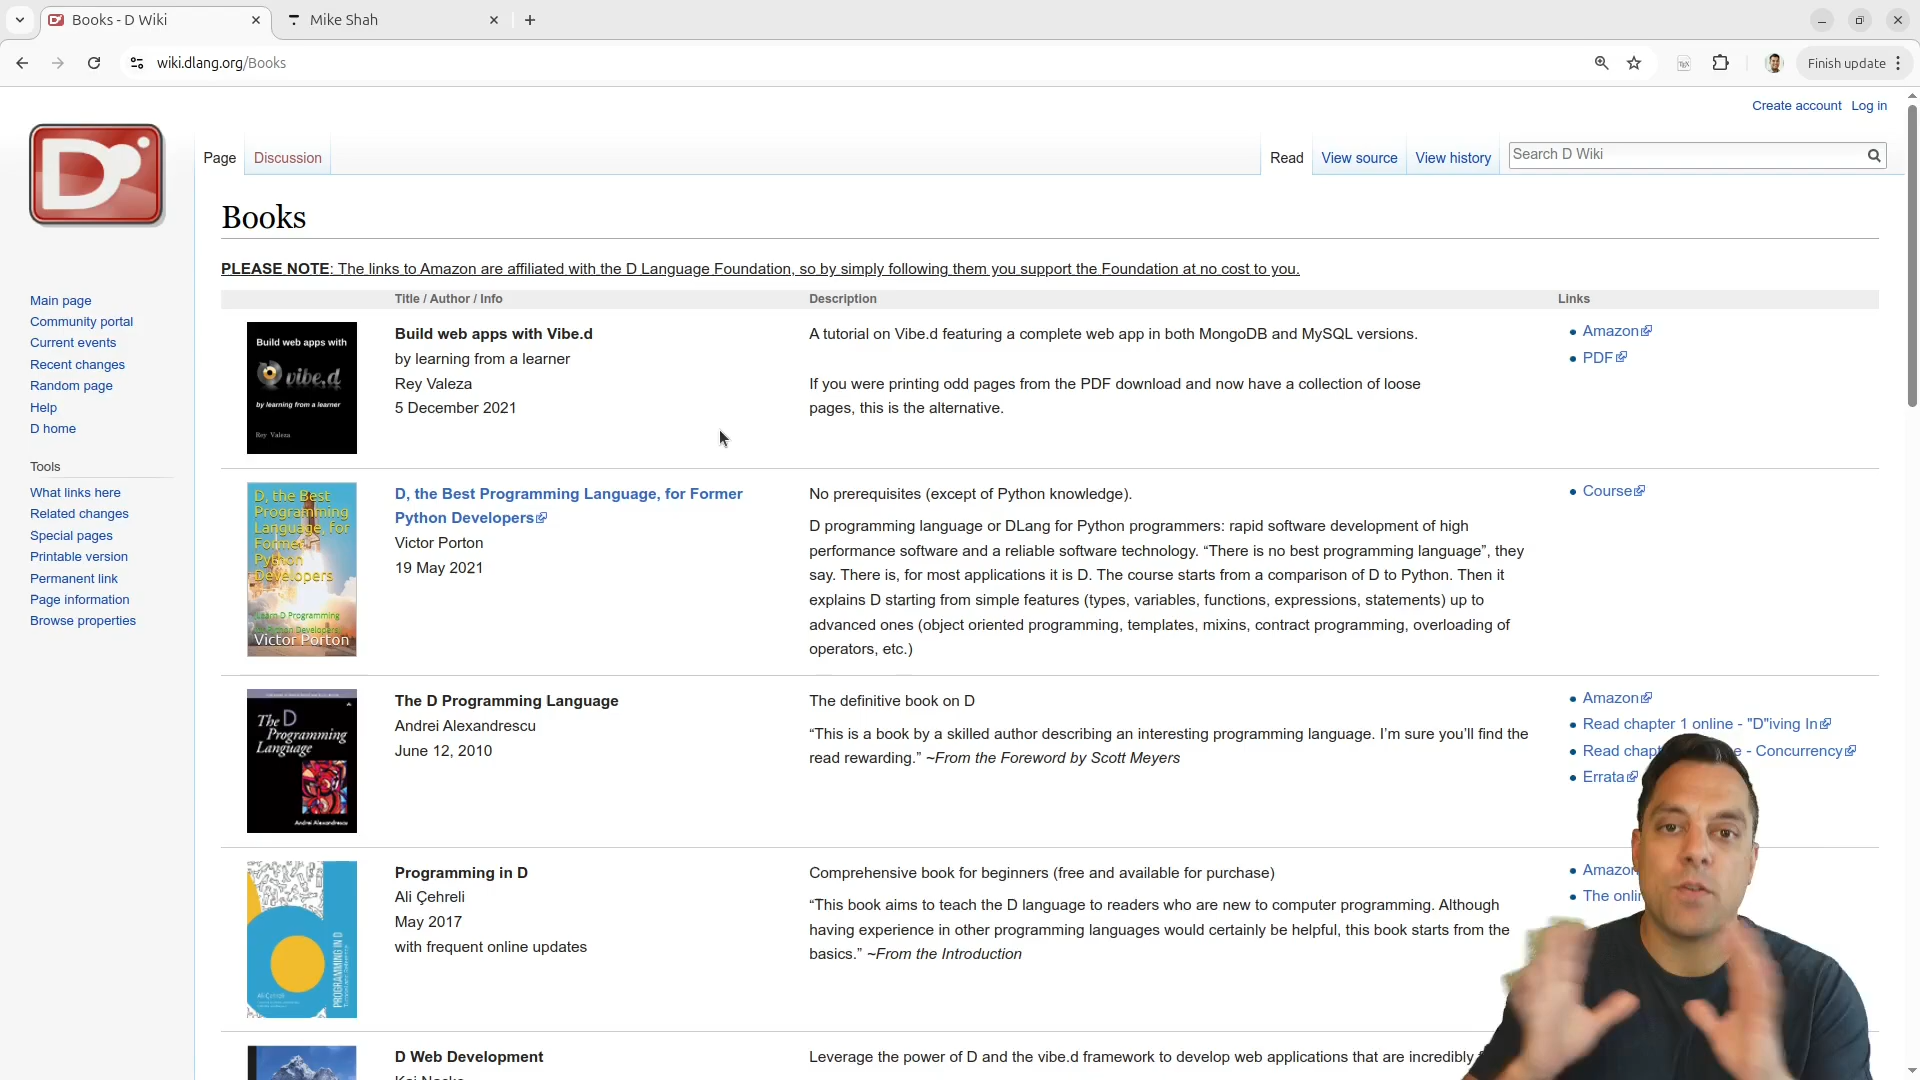 Books - D Wiki
Mike Shah
wiki.dlang.org/Books
Finish update
Create account Log in
Page Discussion
Read View source View history Search D Wiki
Main page
Community portal
Current events
Recent changes
Random page
Help
D home
Tools
What links here
Related changes
Special pages
Printable version
Permanent link
Page information
Browse properties
Books
PLEASE NOTE: The links to Amazon are affiliated with the D Language Foundation, so by simply following them you support the Foundation at no cost to you.
Title / Author / Info Description Links
Build web apps with
vibe.d
by learning from a learner
Rey Valeza
Build web apps with Vibe.d
by learning from a learner
Rey Valeza
5 December 2021
A tutorial on Vibe.d featuring a complete web app in both MongoDB and MySQL versions.
If you were printing odd pages from the PDF download and now have a collection of loose
pages, this is the alternative.
Amazon
PDF
D, the Best
Programming
Language, for
Former
Python
Developers
Learn D Programming
for Python Developers
Victor Porton
D, the Best Programming Language, for Former
Python Developers
Victor Porton
19 May 2021
No prerequisites (except of Python knowledge).
D programming language or DLang for Python programmers: rapid software development of high
performance software and a reliable software technology. “There is no best programming language”, they
say. There is, for most applications it is D. The course starts from a comparison of D to Python. Then it
explains D starting from simple features (types, variables, functions, expressions, statements) up to
advanced ones (object oriented programming, templates, mixins, contract programming, overloading of
operators, etc.)
Course
The D
Programming
Language
Andrei Alexandrescu
The D Programming Language
Andrei Alexandrescu
June 12, 2010
The definitive book on D
“This is a book by a skilled author describing an interesting programming language. I’m sure you’ll find the
read rewarding.” ~From the Foreword by Scott Meyers
Amazon
Read chapter 1 online - "D"iving In
Read - Concurrency
Errata
PROGRAMMING IN D
Ali Çehreli
Programming in D
Ali Çehreli
May 2017
with frequent online updates
Comprehensive book for beginners (free and available for purchase)
“This book aims to teach the D language to readers who are new to computer programming. Although
having experience in other programming languages would certainly be helpful, this book starts from the
basics.” ~From the Introduction
The
D Web Development
Leverage the power of D and the vibe.d framework to develop web applications that are incredibly